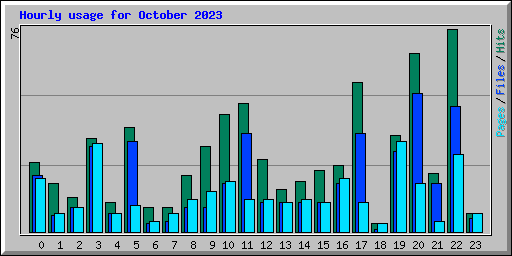 Hourly usage for October 2023
76
Pages/Files/Hits
0 1 2 3 4 5 6 7 8 9 10 11 12 13 14 15 16 17 18 19 20 21 22 23